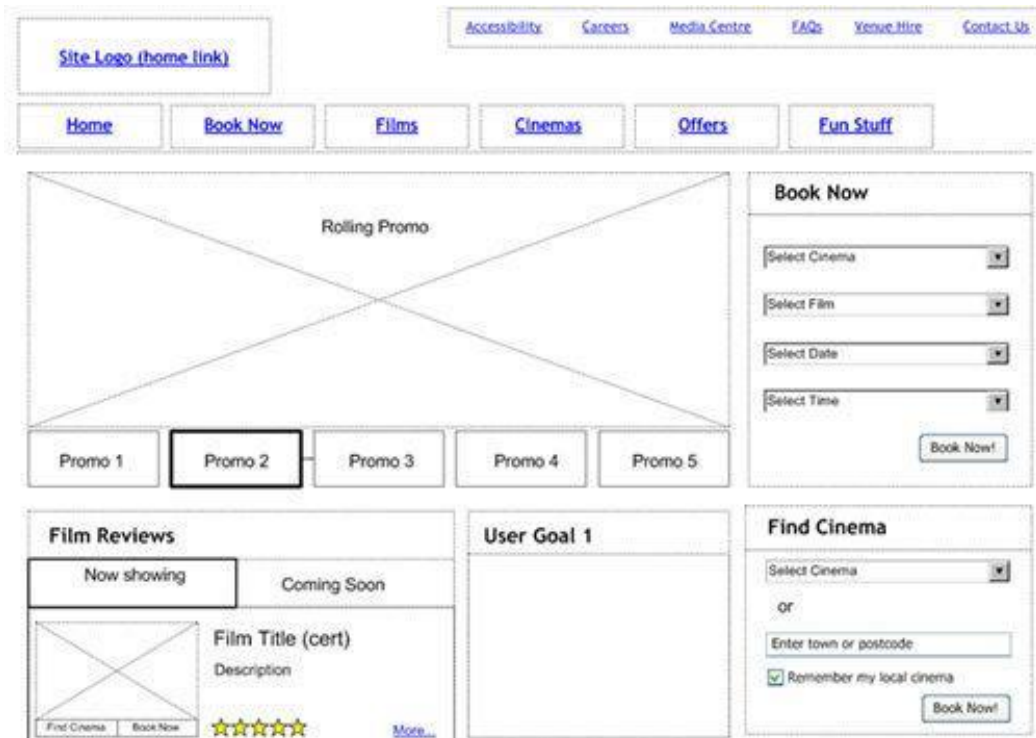 Accessibility Careers Media Centre FAQs Venue Hire Contact Us
Site Logo (home link)
Home Book Now Films Cinemas Offers Fun Stuff
Rolling Promo
Promo 1 Promo 2 Promo 3 Promo 4 Promo 5
Book Now
Select Cinema
Select Film
Select Date
Select Time
Book Now!
Film Reviews
Now showing Coming Soon
Film Title (cert)
Description
Find Cinema Book Now
More...
User Goal 1
Find Cinema
Select Cinema
or
Enter town or postcode
Remember my local cinema
Book Now!